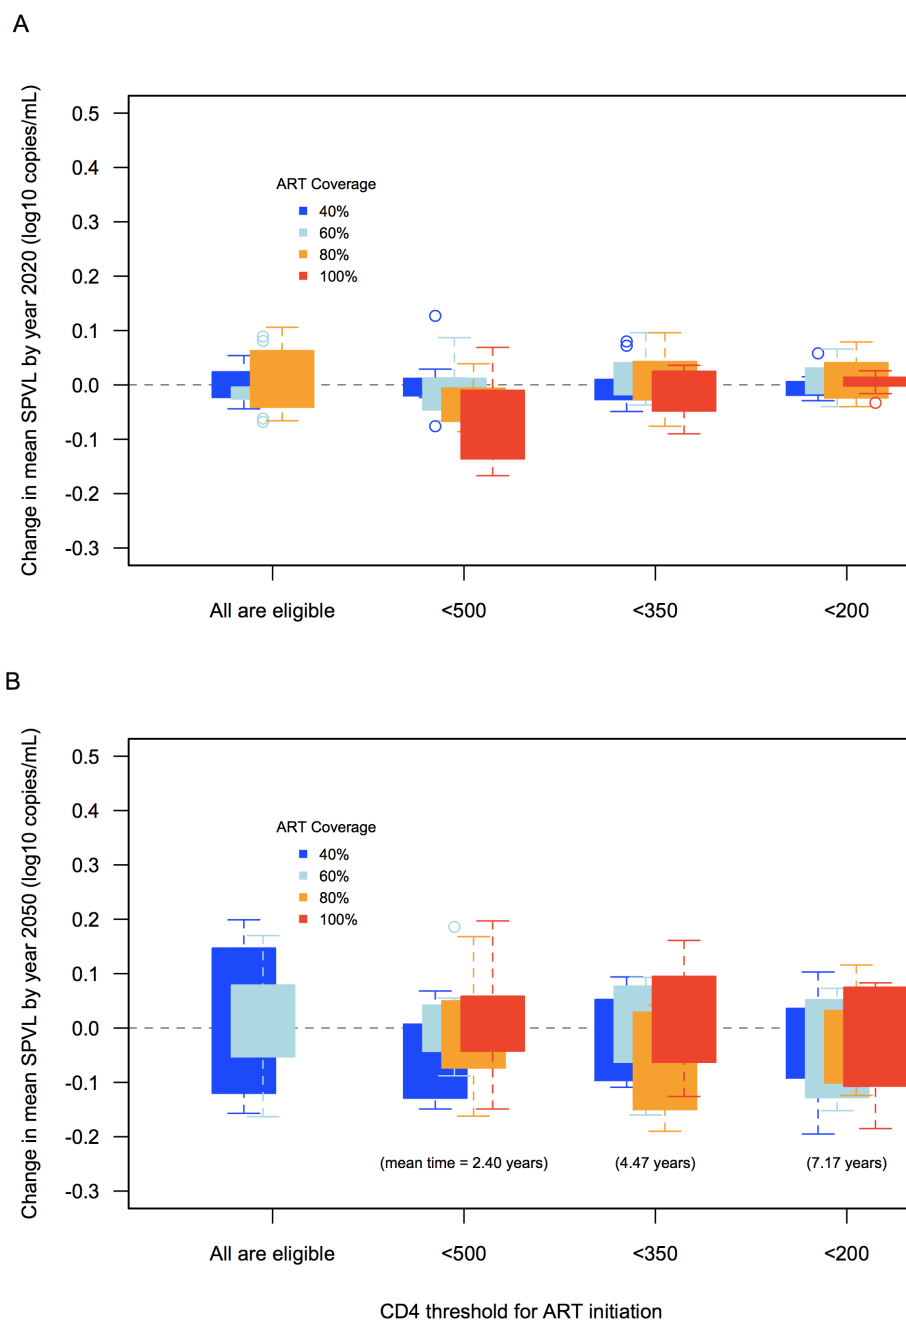 A
Change in mean SPVL by year 2020 (log10 copies/mL)
0.5
0.4
0.3
0.2
0.1
0.0
-0.1
-0.2
-0.3
ART Coverage
40%
60%
80%
100%
All are eligible <500 <350 <200
B
Change in mean SPVL by year 2050 (log10 copies/mL)
0.5
0.4
0.3
0.2
0.1
0.0
-0.1
-0.2
-0.3
ART Coverage
40%
60%
80%
100%
(mean time = 2.40 years) (4.47 years) (7.17 years)
All are eligible <500 <350 <200
CD4 threshold for ART initiation